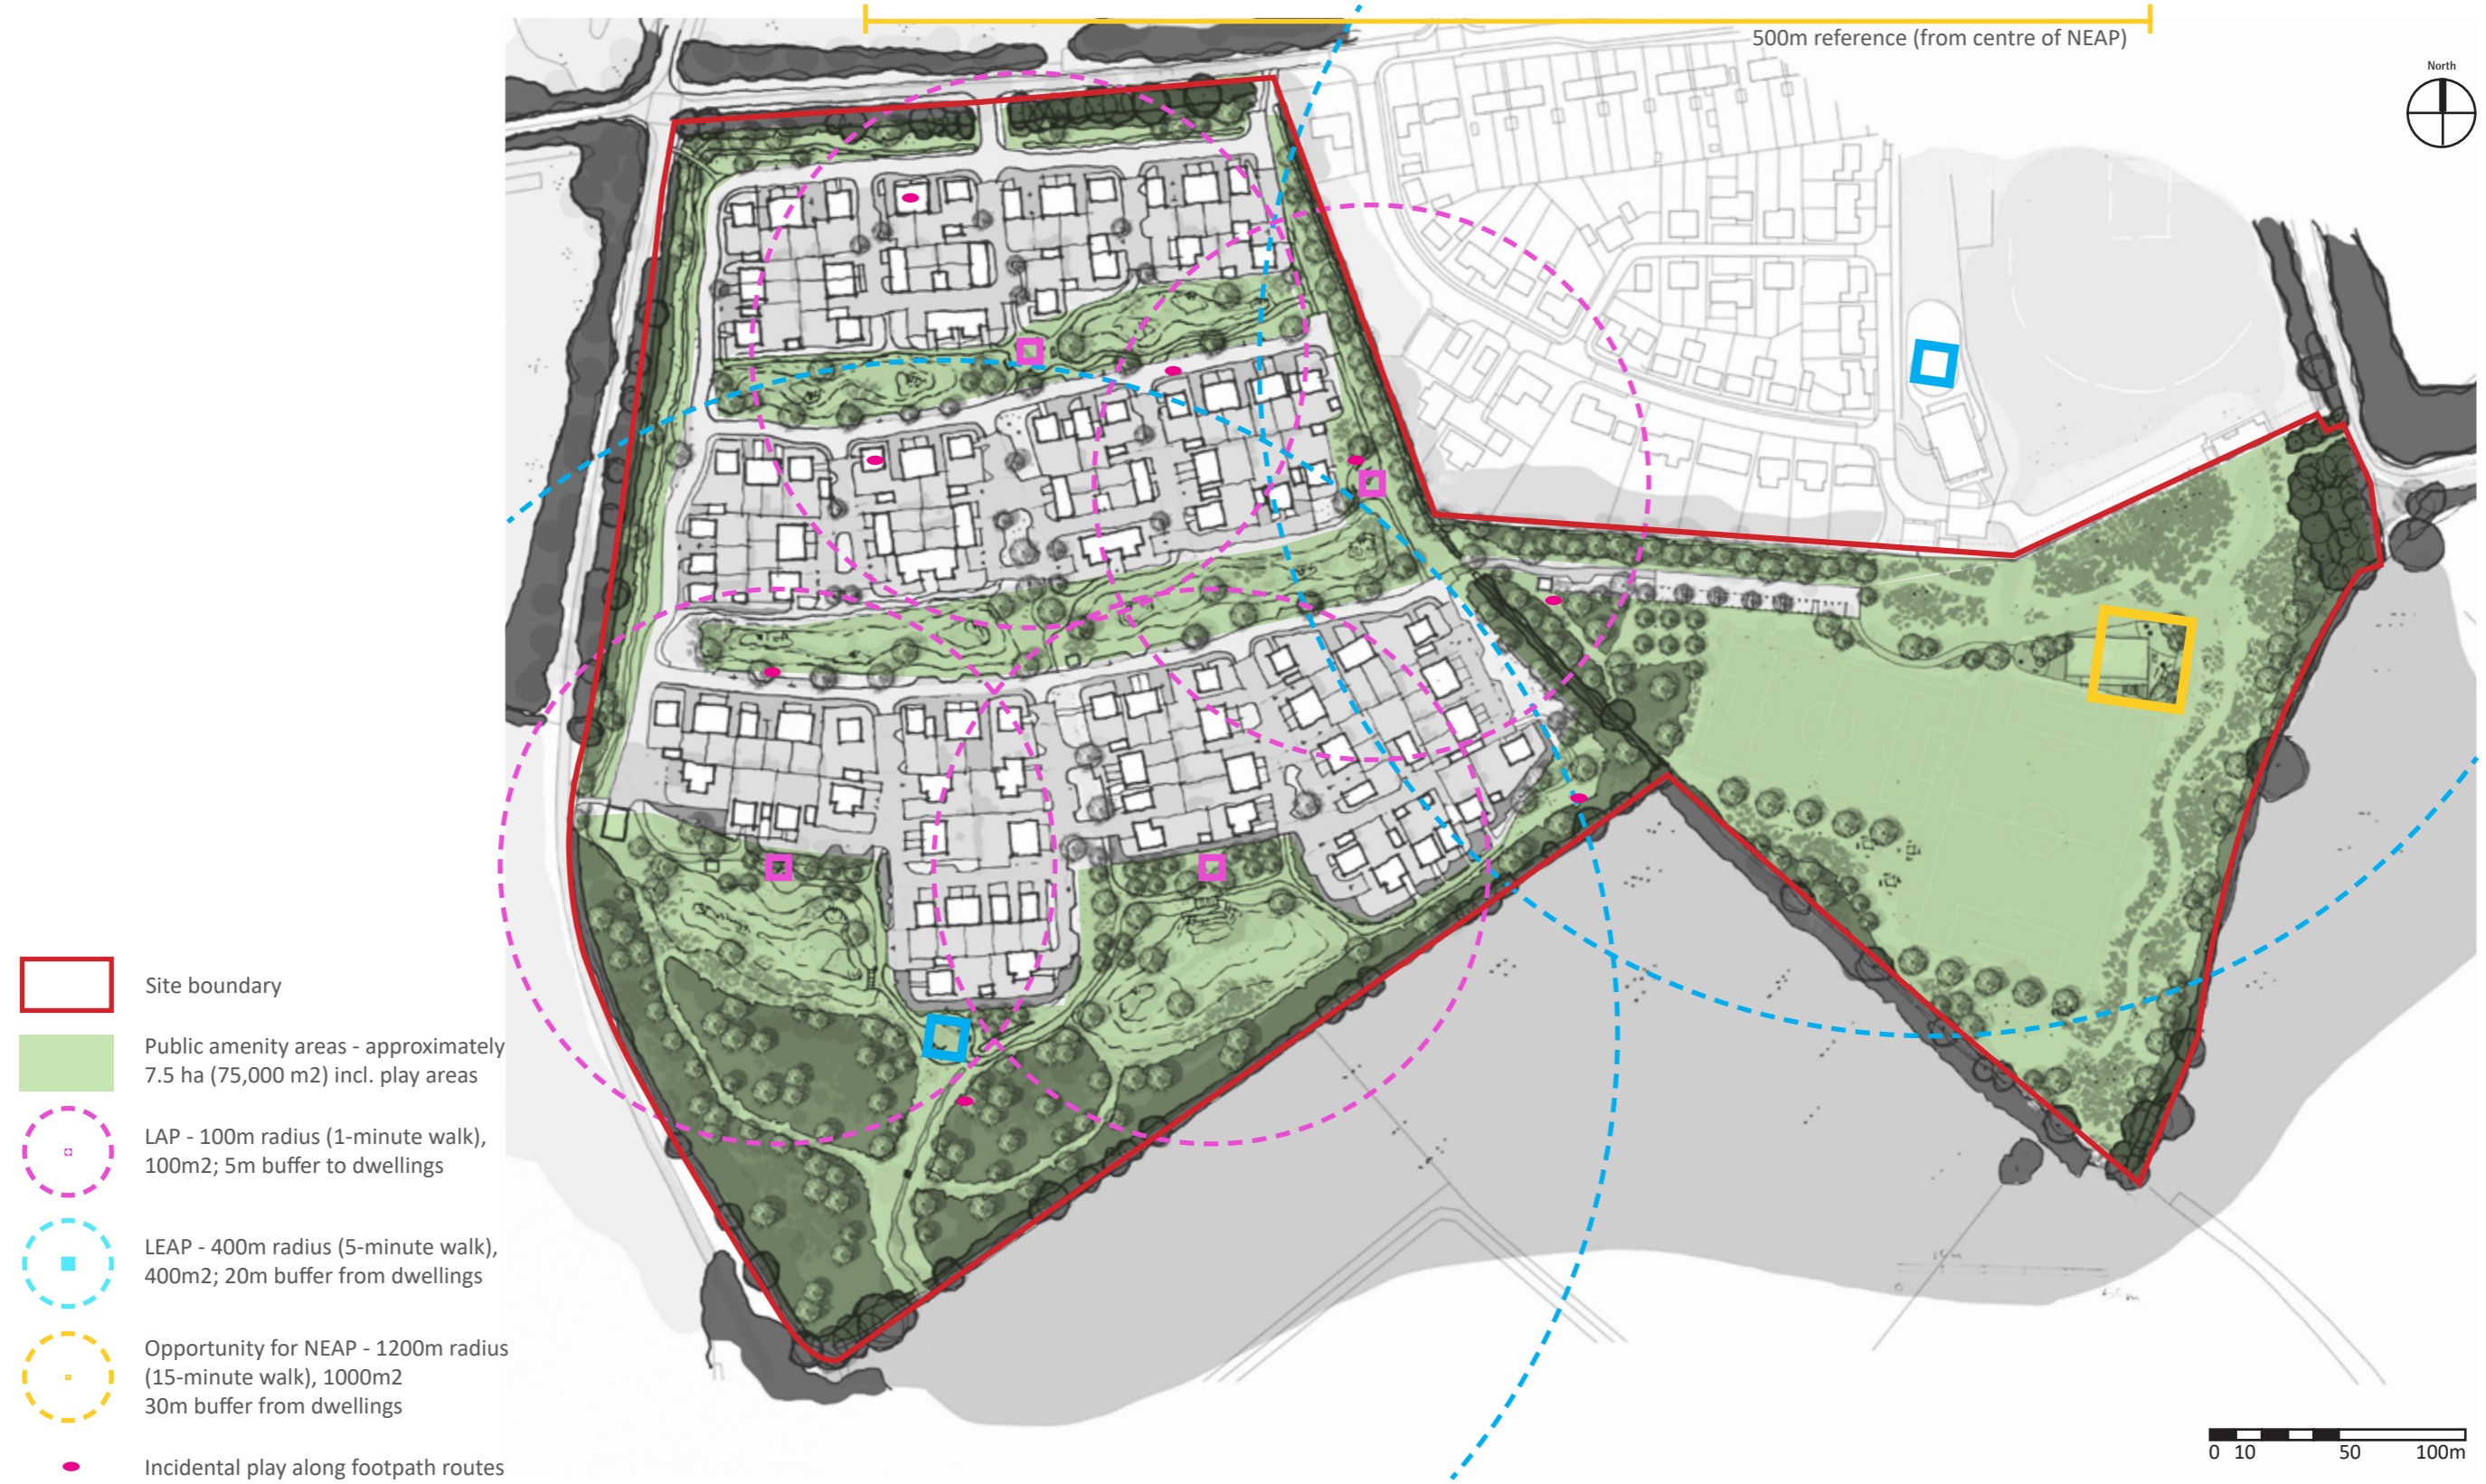 500m reference (from centre of NEAP)
North
Site boundary
Public amenity areas - approximately
7.5 ha (75,000 m2) incl. play areas
LAP - 100m radius (1-minute walk),
100m2; 5m buffer to dwellings
LEAP - 400m radius (5-minute walk),
400m2; 20m buffer from dwellings
Opportunity for NEAP - 1200m radius
(15-minute walk), 1000m2
30m buffer from dwellings
Incidental play along footpath routes
0 10 50 100m